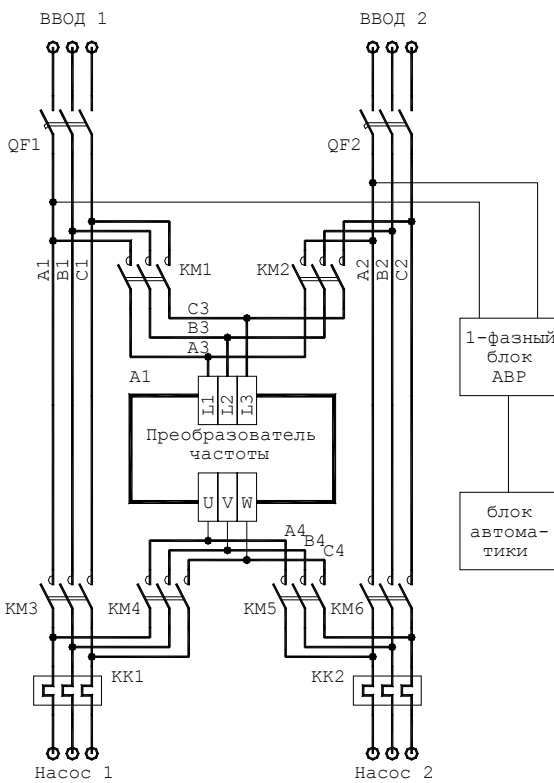 ВВОД 1
ВВОД 2
QF1
QF2
A1
B1
C1
KM1
KM2
A2
B2
C2
C3
B3
A3
A1
L1
L2
L3
1-фазный
блок
АВР
Преобразователь
частоты
U
V
W
A4
B4
C4
блок
автома-
тики
KM3
KM4
KM5
KM6
KK1
KK2
Насос 1
Насос 2